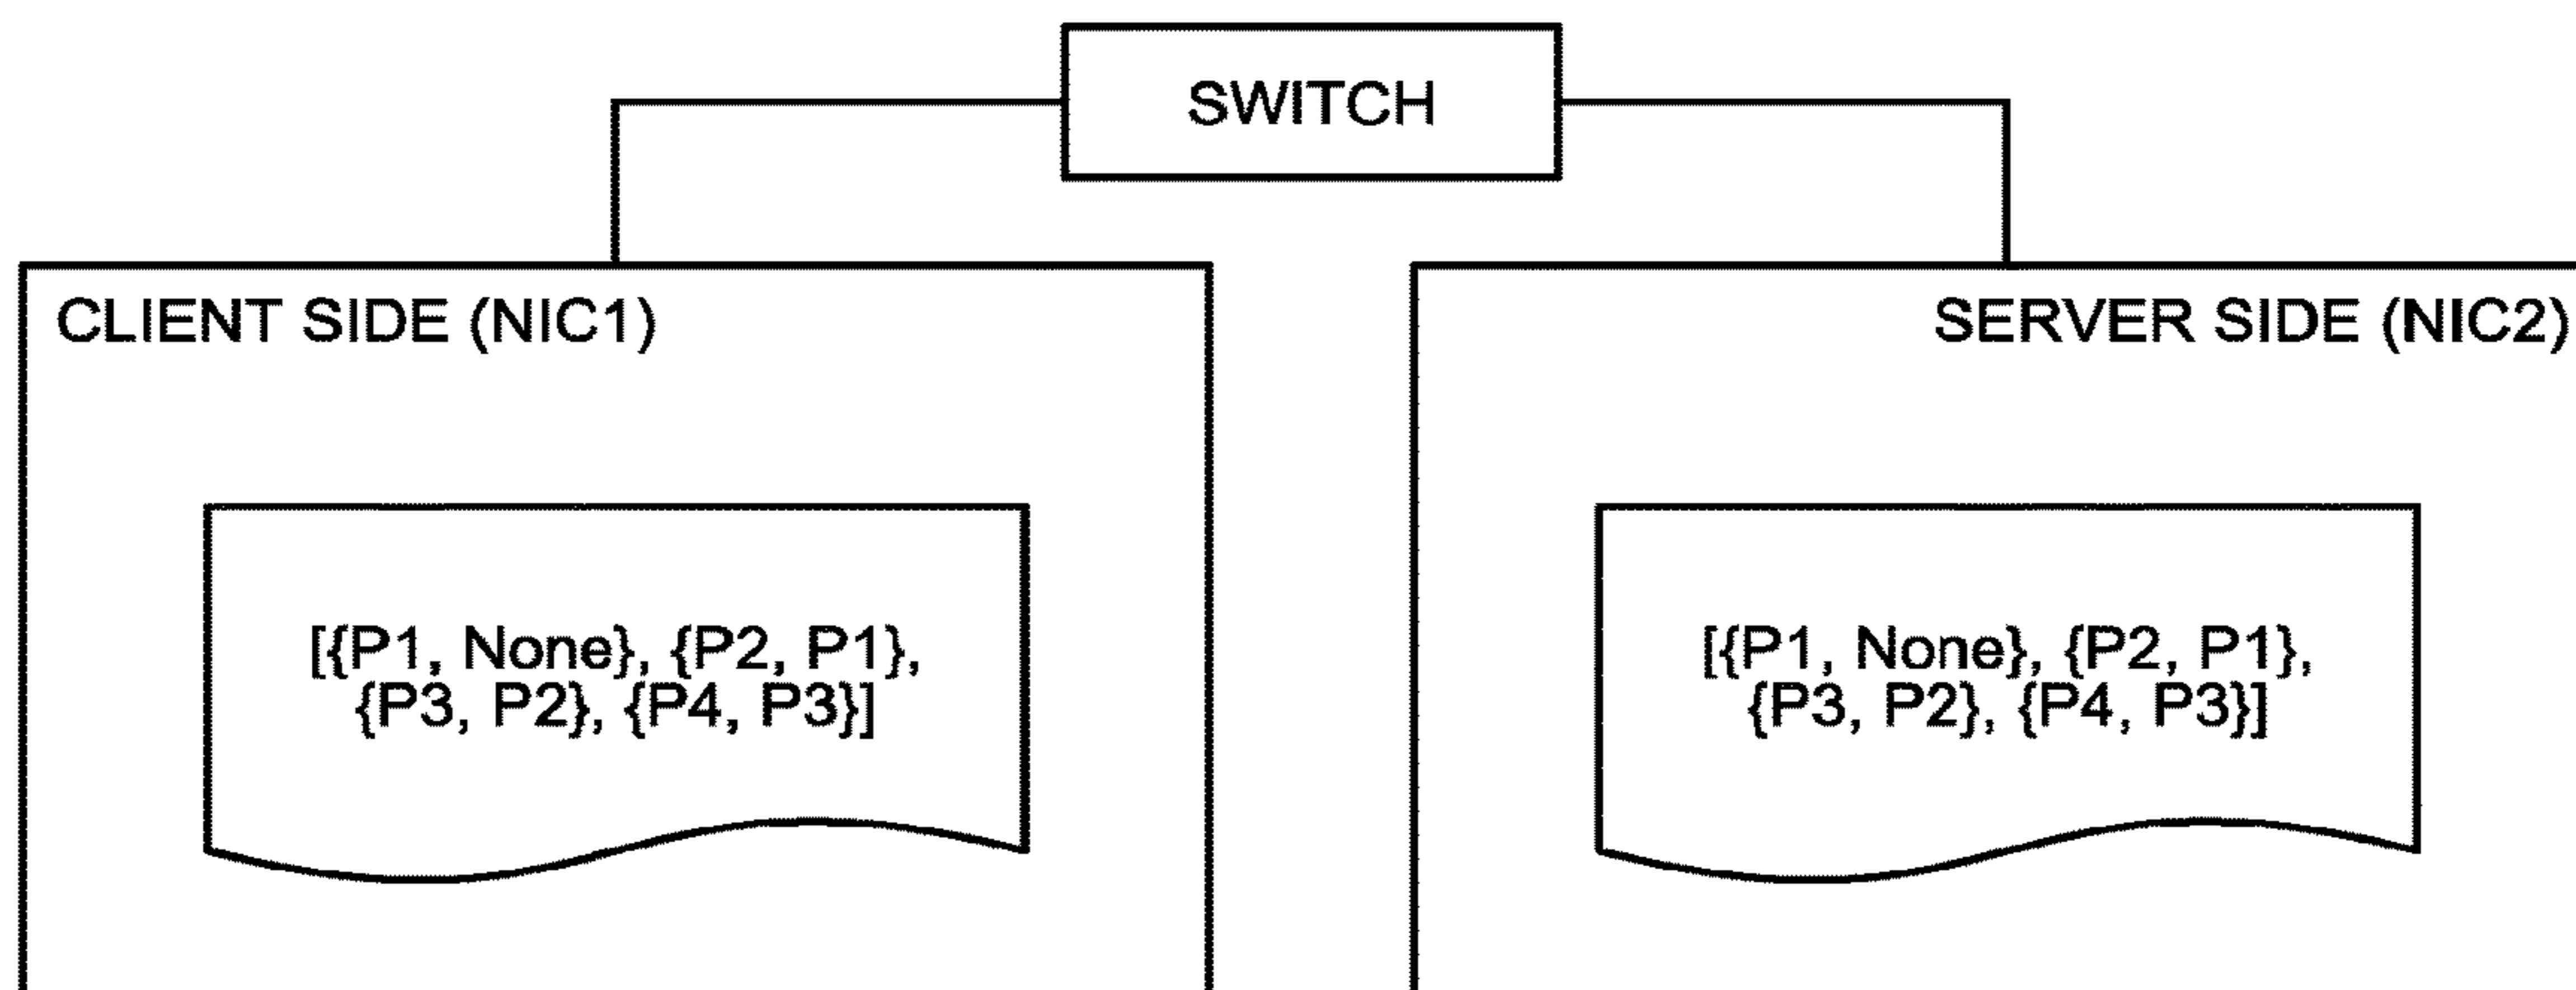 SWITCH
CLIENT SIDE (NIC1)
SERVER SIDE (NIC2)
[{P1, None}, {P2, P1},
{P3, P2}, {P4, P3}]
[{P1, None}, {P2, P1},
{P3, P2}, {P4, P3}]